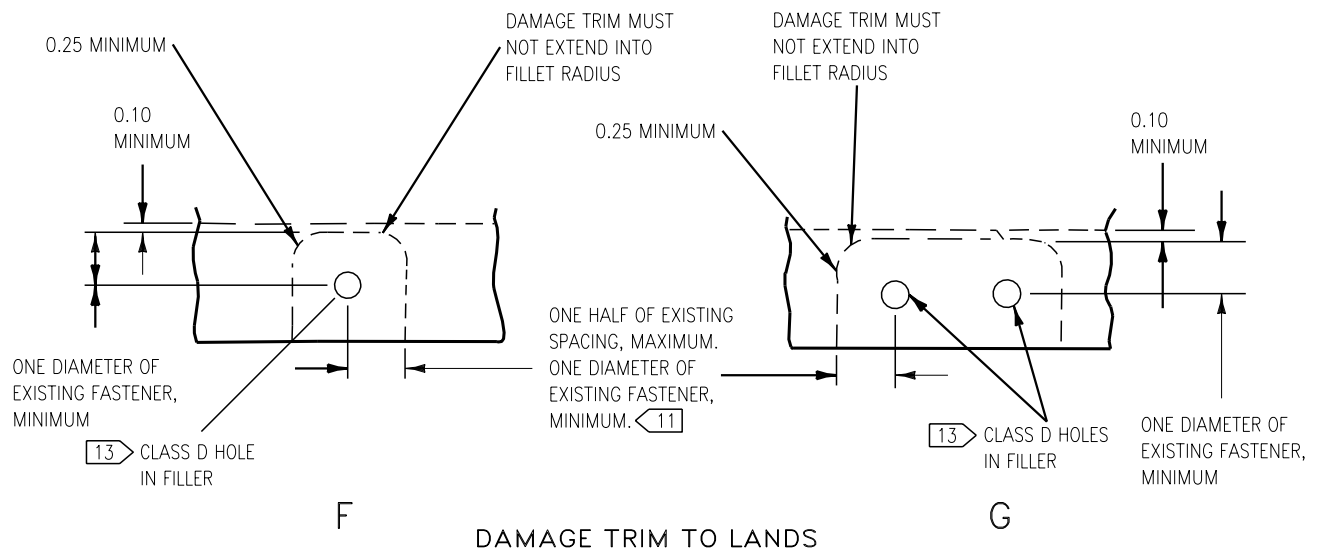 0.25 MINIMUM
DAMAGE TRIM MUST
NOT EXTEND INTO
FILLET RADIUS
0.10
MINIMUM
ONE DIAMETER OF
EXISTING FASTENER,
MINIMUM
13 CLASS D HOLE
IN FILLER
F
DAMAGE TRIM MUST
NOT EXTEND INTO
FILLET RADIUS
0.25 MINIMUM
0.10
MINIMUM
ONE HALF OF EXISTING
SPACING, MAXIMUM.
ONE DIAMETER OF
EXISTING FASTENER,
MINIMUM. 11
13 CLASS D HOLES
IN FILLER
ONE DIAMETER OF
EXISTING FASTENER,
MINIMUM
G
DAMAGE TRIM TO LANDS